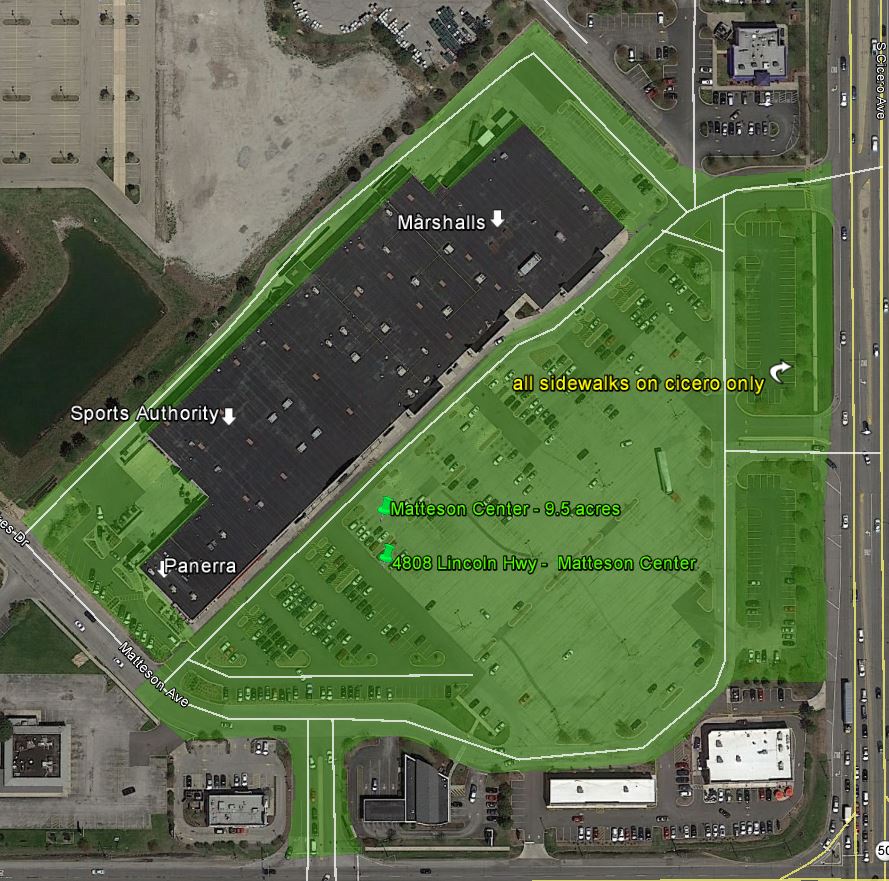 S Cicero Ave
Marshalls
all sidewalks on cicero only
Sports Authority
Matteson Center - 9.5 acres
es Dr
4808 Lincoln Hwy - Matteson Center
Panerra
Matteson Ave
50